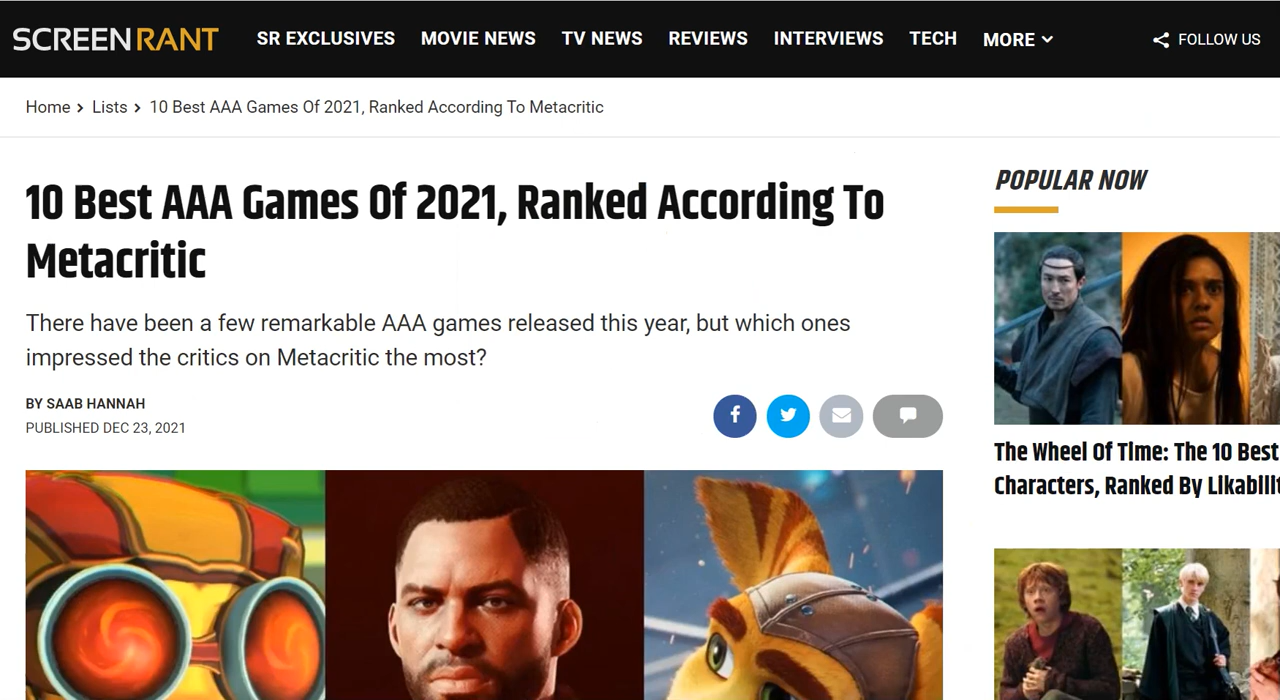 SCREENRANT SR EXCLUSIVES MOVIE NEWS TV NEWS REVIEWS INTERVIEWS TECH MORE FOLLOW US
Home > Lists > 10 Best AAA Games Of 2021, Ranked According To Metacritic
10 Best AAA Games Of 2021, Ranked According To
Metacritic
There have been a few remarkable AAA games released this year, but which ones
impressed the critics on Metacritic the most?
BY SAAB HANNAH
PUBLISHED DEC 23, 2021
POPULAR NOW
The Wheel Of Time: The 10 Best
Characters, Ranked By